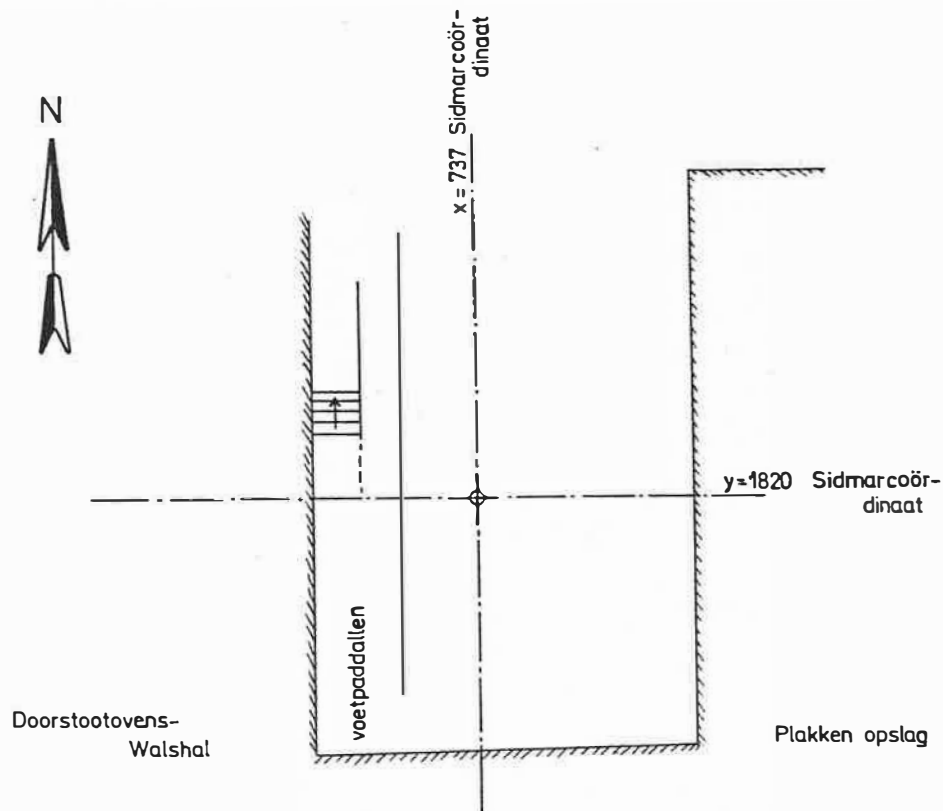 N
x = 737 Sidmarcoör-
dinaat
y=1820 Sidmarcoör-
dinaat
voetpaddallen
Doorstootovens-
Walshal
Plakken opslag